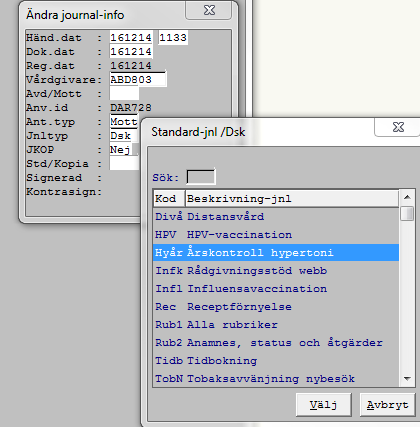 Ändra journal-info
Händ.dat : 161214 1133
Dok.dat : 161214
Reg.dat : 161214
Vårdgivare: ABD803
Avd/Mott :
Anv.id : DAR728
Ant.typ : Mott
Jnltyp : Dsk
JKOP : Nej
Std/Kopia :
Signerad :
Kontrasign:
Standard-jnl /Dsk
Sök:
Kod Beskrivning-jnl
Divå Distansvård
HPV HPV-vaccination
Hyår Årskontroll hypertoni
Infk Rådgivningsstöd webb
Infl Influensavaccination
Rec Receptförnyelse
Rub1 Alla rubriker
Rub2 Anamnes, status och åtgärder
Tidb Tidbokning
TobN Tobaksavvänjning nybesök
Välj Avbryt